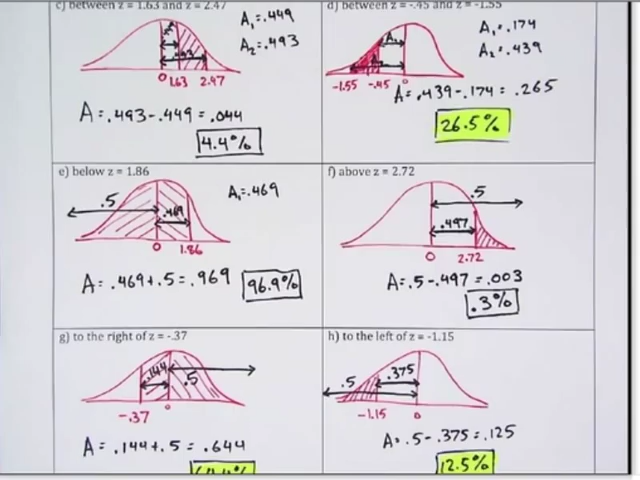 c) between z = 1.63 and z = 2.47
A₁=.449
A₂=.493
.493
0 1.63 2.47
A = .493-.449 = .044
4.4%
d) between z = -.45 and z = -1.55
A₁=.174
A₂=.439
-1.55 -.45 0
A= .439-.174 = .265
26.5%
e) below z = 1.86
.5
A₁=.469
.469
0 1.86
A= .469+.5 = .969
96.9%
f) above z = 2.72
.5
.497
0 2.72
A= .5-.497 = .003
.3%
g) to the right of z = -.37
.144
.5
-.37 0
A = .144+.5 = .644
h) to the left of z = -1.15
.5
.375
-1.15 0
A= .5-.375 = .125
12.5%